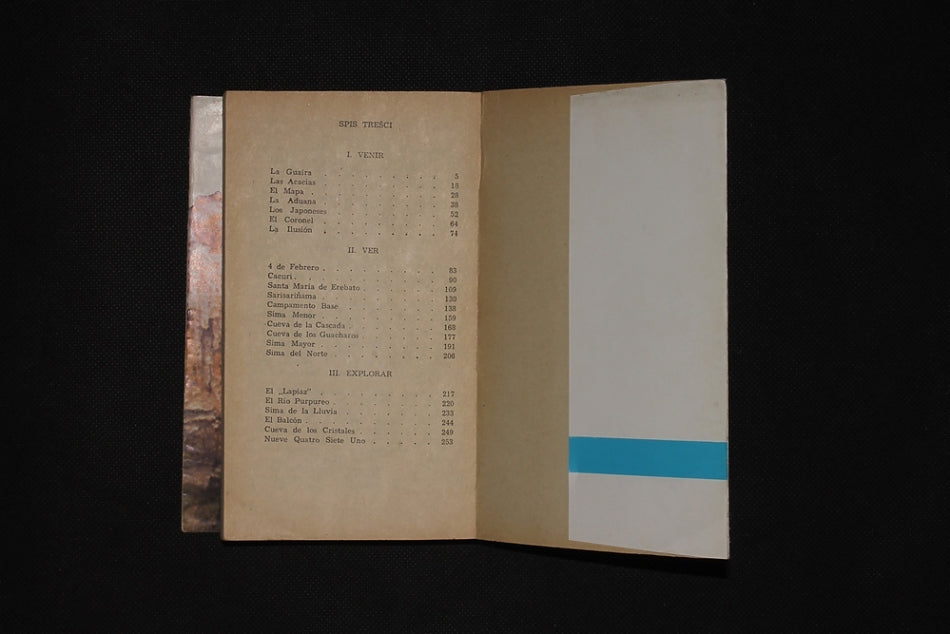 SPIS TREŚCI
I. VENIR
La Guaira . . . . . . . . 5
Las Acacias . . . . . . . . 18
El Mapa . . . . . . . . . 28
La Aduana . . . . . . . . 38
Los Japoneses . . . . . . . 52
El Coronel . . . . . . . . 64
La Ilusión . . . . . . . . 74
II. VER
4 de Febrero . . . . . . . . 83
Cacuri . . . . . . . . . . 90
Santa Maria de Erebato . . . . . . 109
Sarisariñama . . . . . . . . 130
Campamento Base . . . . . . . 138
Sima Menor . . . . . . . . 159
Cueva de la Cascada . . . . . . 168
Cueva de los Guacharos . . . . . 177
Sima Mayor . . . . . . . . 191
Sima del Norte . . . . . . . 206
III. EXPLORAR
El „Lapiaz” . . . . . . . . 217
El Rio Purpureo . . . . . . . 220
Sima de la Lluvia . . . . . . 233
El Balcón . . . . . . . . . 244
Cueva de los Cristales . . . . . . 249
Nueve Quatro Siete Uno . . . . . 253